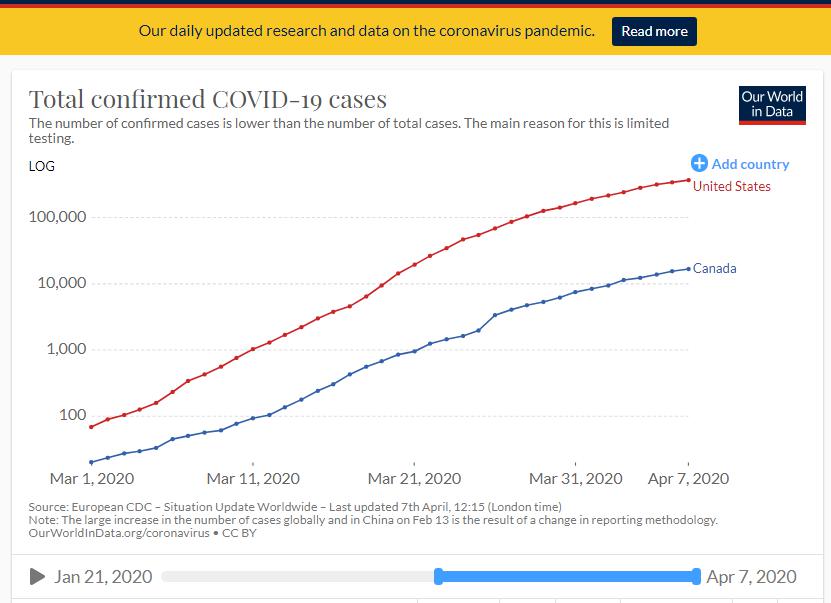 Our daily updated research and data on the coronavirus pandemic. Read more
Total confirmed COVID-19 cases
Our World
in Data
The number of confirmed cases is lower than the number of total cases. The main reason for this is limited
testing.
LOG
Add country
United States
100,000
Canada
10,000
1,000
100
Mar 1, 2020 Mar 11, 2020 Mar 21, 2020 Mar 31, 2020 Apr 7, 2020
Source: European CDC – Situation Update Worldwide – Last updated 7th April, 12:15 (London time)
Note: The large increase in the number of cases globally and in China on Feb 13 is the result of a change in reporting methodology.
OurWorldInData.org/coronavirus • CC BY
Jan 21, 2020 Apr 7, 2020